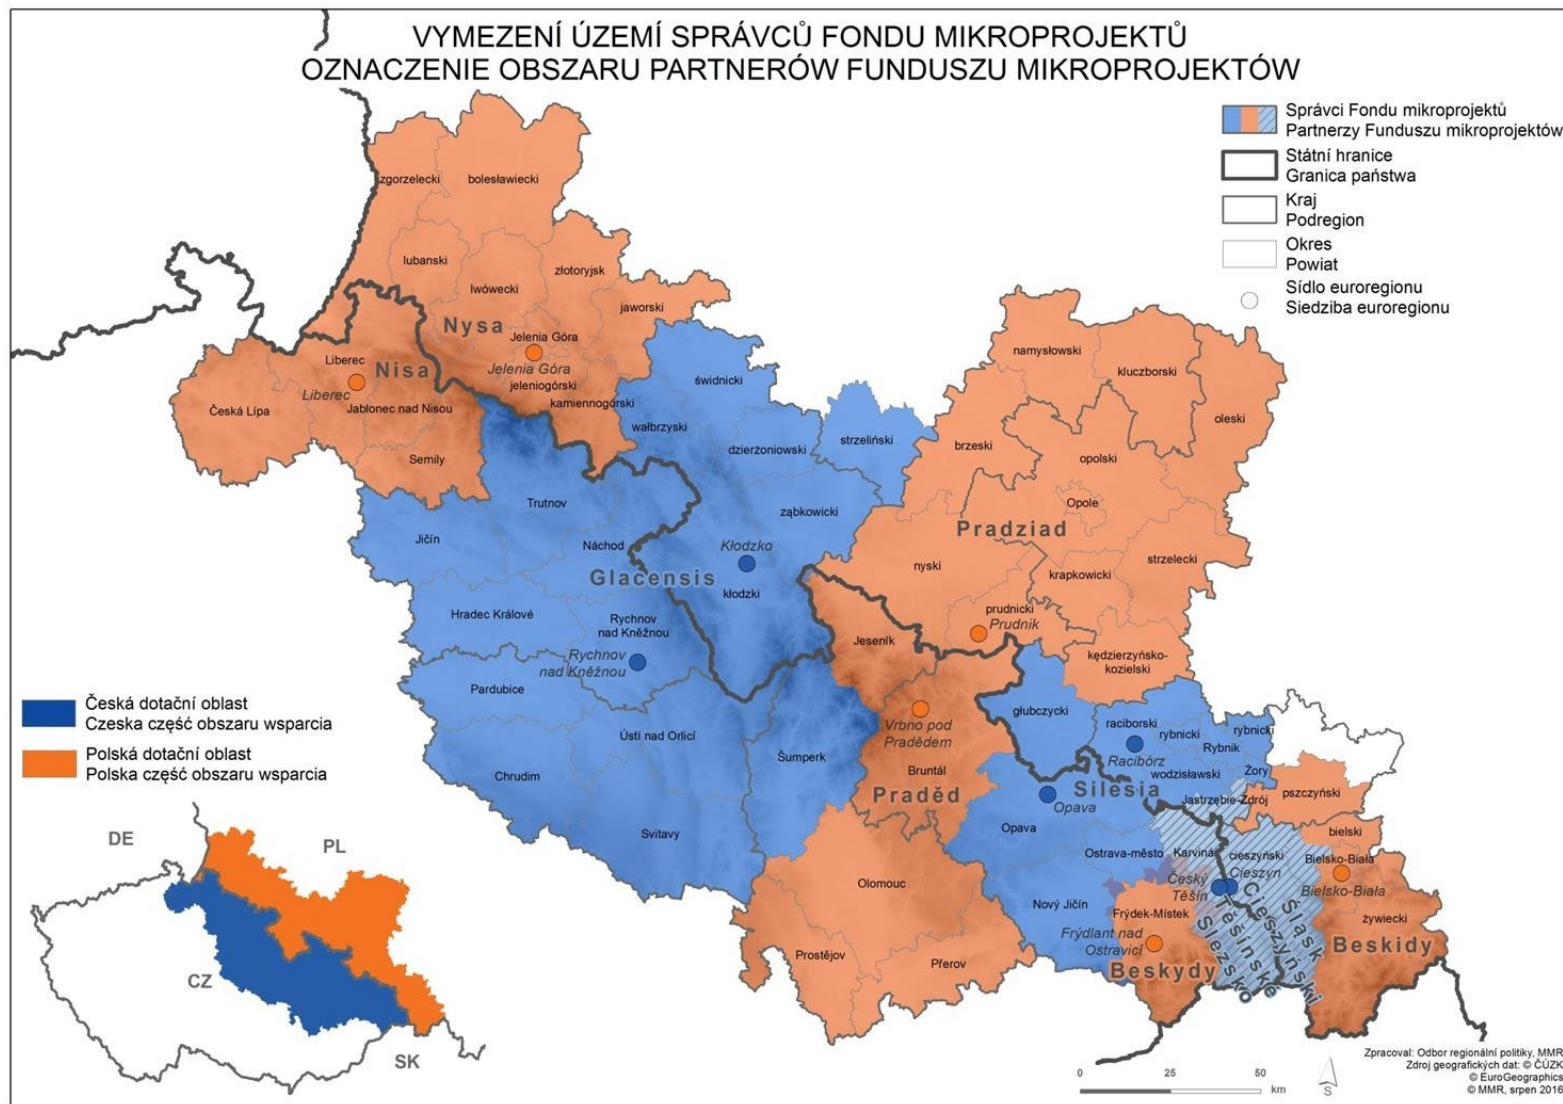 VYMEZENÍ ÚZEMÍ SPRÁVCŮ FONDU MIKROPROJEKTŮ
OZNACZENIE OBSZARU PARTNERÓW FUNDUSZU MIKROPROJEKTÓW
Správci Fondu mikroprojektů
Partnerzy Funduszu mikroprojektów
Státní hranice
Granica państwa
Kraj
Podregion
Okres
Powiat
Sídlo euroregionu
Siedziba euroregionu
zgorzelecki
bolesławiecki
lubanski
lwówecki
złotoryjsk
jaworski
Nysa
Jelenia Góra
Jelenia Góra
jeleniogórski
kamiennogórski
Liberec
Nisa
Liberec
Česká Lípa
Jablonec nad Nisou
Semily
świdnicki
wałbrzyski
dzierżoniowski
strzeliński
ząbkowicki
Trutnov
Jičín
Náchod
Kłodzko
Glacensis
kłodzki
Hradec Králové
Rychnov
nad Kněžnou
Rychnov
nad Kněžnou
Pardubice
Ústí nad Orlicí
Chrudim
Svitavy
Šumperk
namysłowski
kluczborski
oleski
brzeski
opolski
Opole
Pradziad
strzelecki
nyski
krapkowicki
prudnicki
Prudnik
kędzierzyńsko-
kozielski
Jeseník
Vrbno pod
Pradědem
Bruntál
Praděd
głubczycki
raciborski
rybnicki
rybnicki
Rybnik
Racibórz
wodzisławski
Żory
Silesia
Jastrzębie-Zdrój
pszczyński
Opava
Opava
Ostrava-město
Karviná
cieszyński
Cieszyn
Český
Těšín
bielski
Bielsko-Biała
Bielsko-Biała
Nový Jičín
Frýdek-Místek
Frýdlant nad
Ostravicí
Beskydy
Těšínské
Slezsko
Śląsk
Cieszyński
żywiecki
Beskidy
Olomouc
Prostějov
Přerov
Česká dotační oblast
Czeska część obszaru wsparcia
Polská dotační oblast
Polska część obszaru wsparcia
DE
PL
CZ
SK
0 25 50
km
S
Zpracoval: Odbor regionální politiky, MMR
Zdroj geografických dat: © ČÚZK
© EuroGeographics
© MMR, srpen 2016